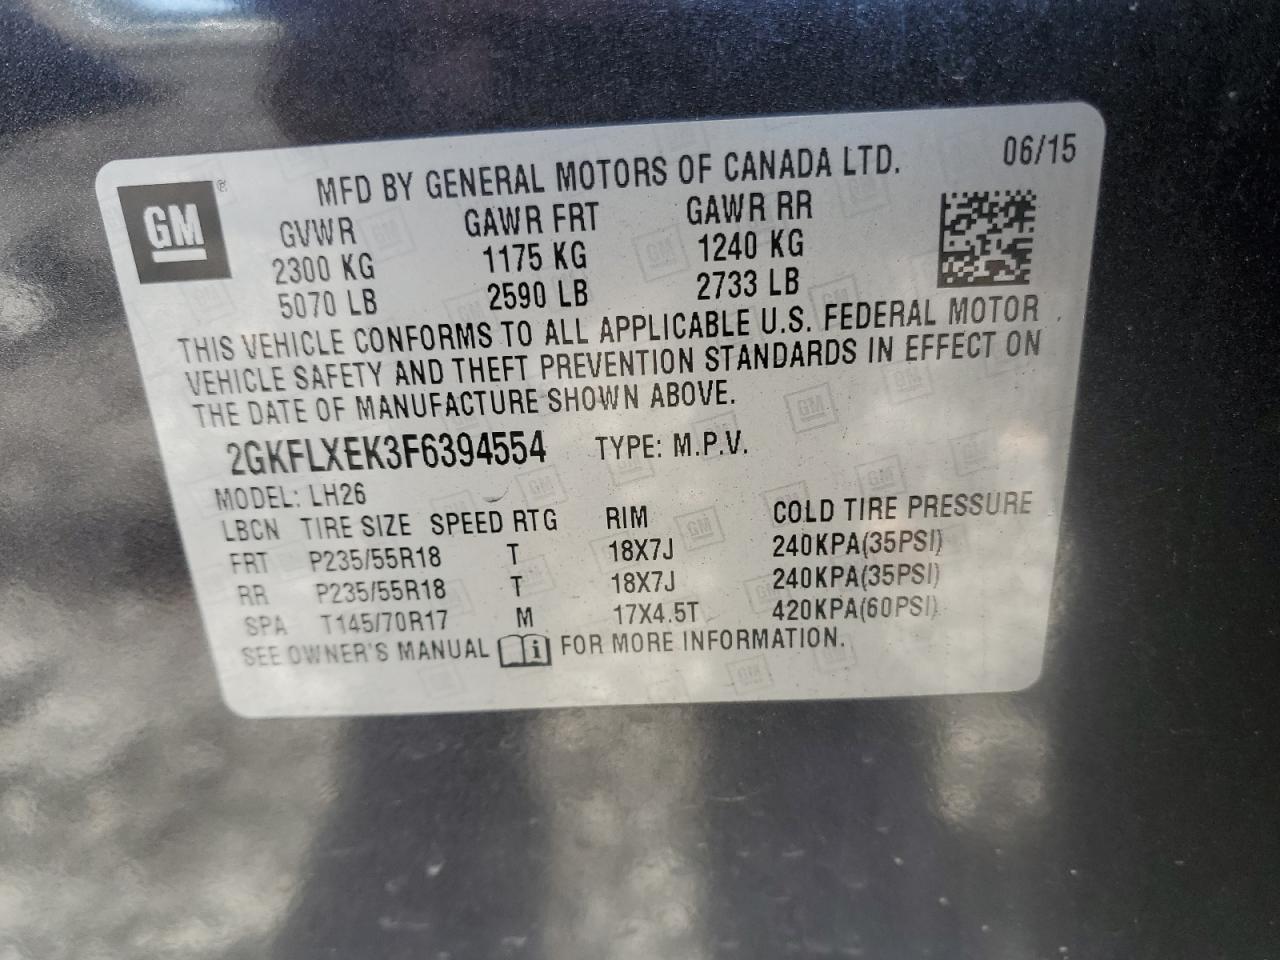 GM®
MFD BY GENERAL MOTORS OF CANADA LTD. 06/15
GVWR GAWR FRT GAWR RR
2300 KG 1175 KG 1240 KG
5070 LB 2590 LB 2733 LB
THIS VEHICLE CONFORMS TO ALL APPLICABLE U.S. FEDERAL MOTOR
VEHICLE SAFETY AND THEFT PREVENTION STANDARDS IN EFFECT ON
THE DATE OF MANUFACTURE SHOWN ABOVE.
2GKFLXEK3F6394554 TYPE: M.P.V.
MODEL: LH26
LBCN TIRE SIZE SPEED RTG RIM COLD TIRE PRESSURE
FRT P235/55R18 T 18X7J 240KPA(35PSI)
RR P235/55R18 T 18X7J 240KPA(35PSI)
SPA T145/70R17 M 17X4.5T 420KPA(60PSI)
SEE OWNER'S MANUAL i FOR MORE INFORMATION.